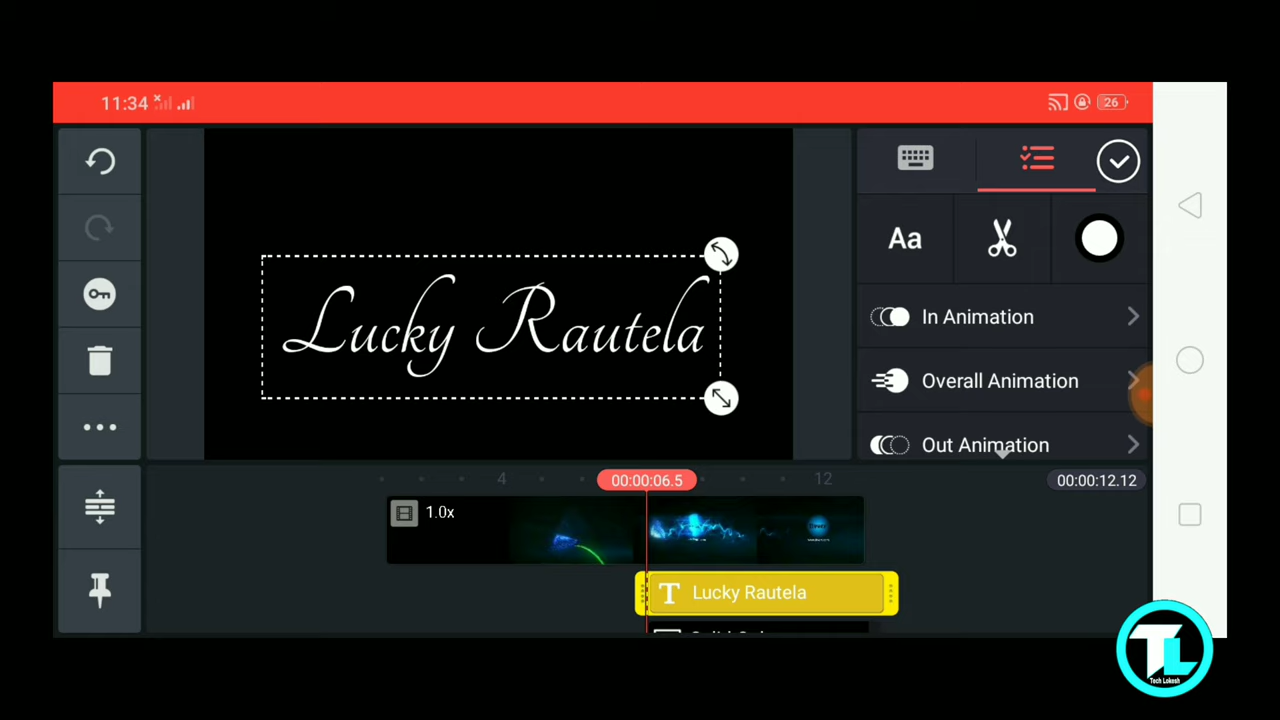 11:34
26
Aa
In Animation
Overall Animation
Out Animation
Lucky Rautela
4
00:00:06.5
12
00:00:12.12
1.0x
T Lucky Rautela
TL
Tech Lokesh